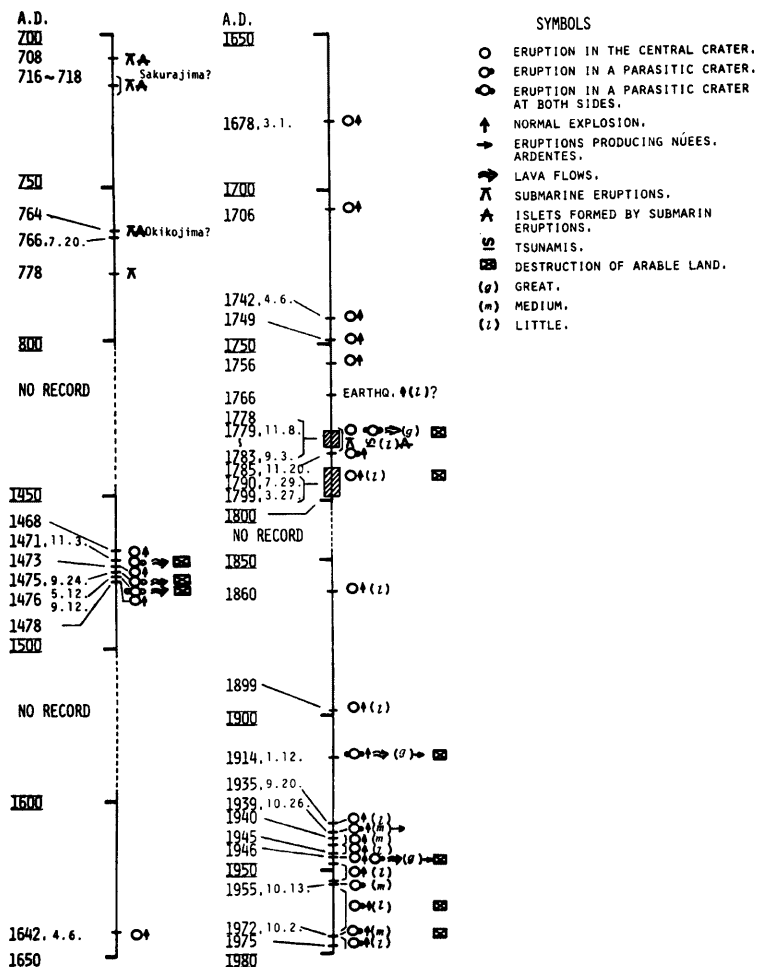 A.D.
700
708
716~718
Sakurajima?
750
764
Okikojima?
766, 7.20.
778
800
NO RECORD
1450
1468
1471, 11.3.
1473
1475, 9.24.
1476 5.12.
9.12.
1478
1500
NO RECORD
1600
1642, 4.6.
1650
A.D.
1650
1678, 3.1.
1700
1706
1742, 4.6.
1749
1750
1756
1766 EARTHQ. (l)?
1778
1779, 11.8. (g)
(l)
1783, 9.3.
1785, 11.20.
1790, 7.29. (l)
1799, 3.27.
1800
NO RECORD
1850
1860 (l)
1899 (l)
1900
1914, 1.12. (g)
1935, 9.20. (l)
1939, 10.26. (m)
1940 (m)
1945 (l)
1946 (g)
1950 (l)
1955, 10.13. (m)
(l)
1972, 10.2. (m)
1975 (l)
1980
SYMBOLS
ERUPTION IN THE CENTRAL CRATER.
ERUPTION IN A PARASITIC CRATER.
ERUPTION IN A PARASITIC CRATER
AT BOTH SIDES.
NORMAL EXPLOSION.
ERUPTIONS PRODUCING NÚEES.
ARDENTES.
LAVA FLOWS.
SUBMARINE ERUPTIONS.
ISLETS FORMED BY SUBMARIN
ERUPTIONS.
TSUNAMIS.
DESTRUCTION OF ARABLE LAND.
(g) GREAT.
(m) MEDIUM.
(l) LITTLE.